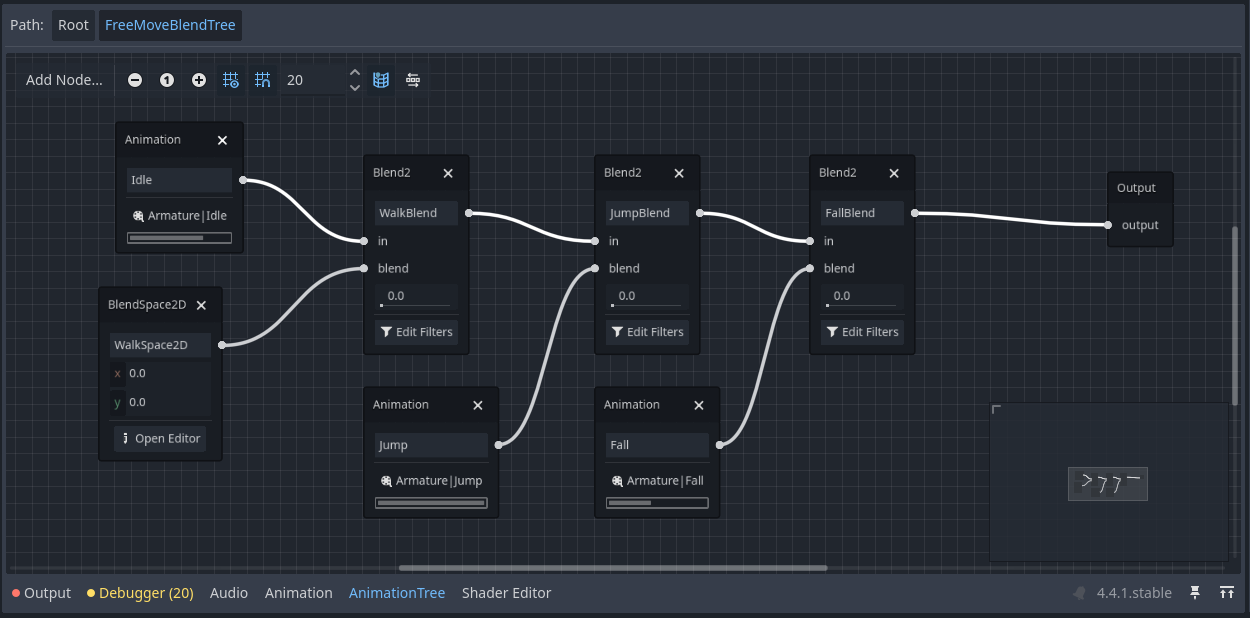 Path: Root FreeMoveBlendTree
Add Node... 1 20
Animation
Idle
Armature|Idle
BlendSpace2D
WalkSpace2D
x 0.0
y 0.0
Open Editor
Blend2
WalkBlend
in
blend
0.0
Edit Filters
Animation
Jump
Armature|Jump
Blend2
JumpBlend
in
blend
0.0
Edit Filters
Animation
Fall
Armature|Fall
Blend2
FallBlend
in
blend
0.0
Edit Filters
Output
output
Output Debugger (20) Audio Animation AnimationTree Shader Editor 4.4.1.stable